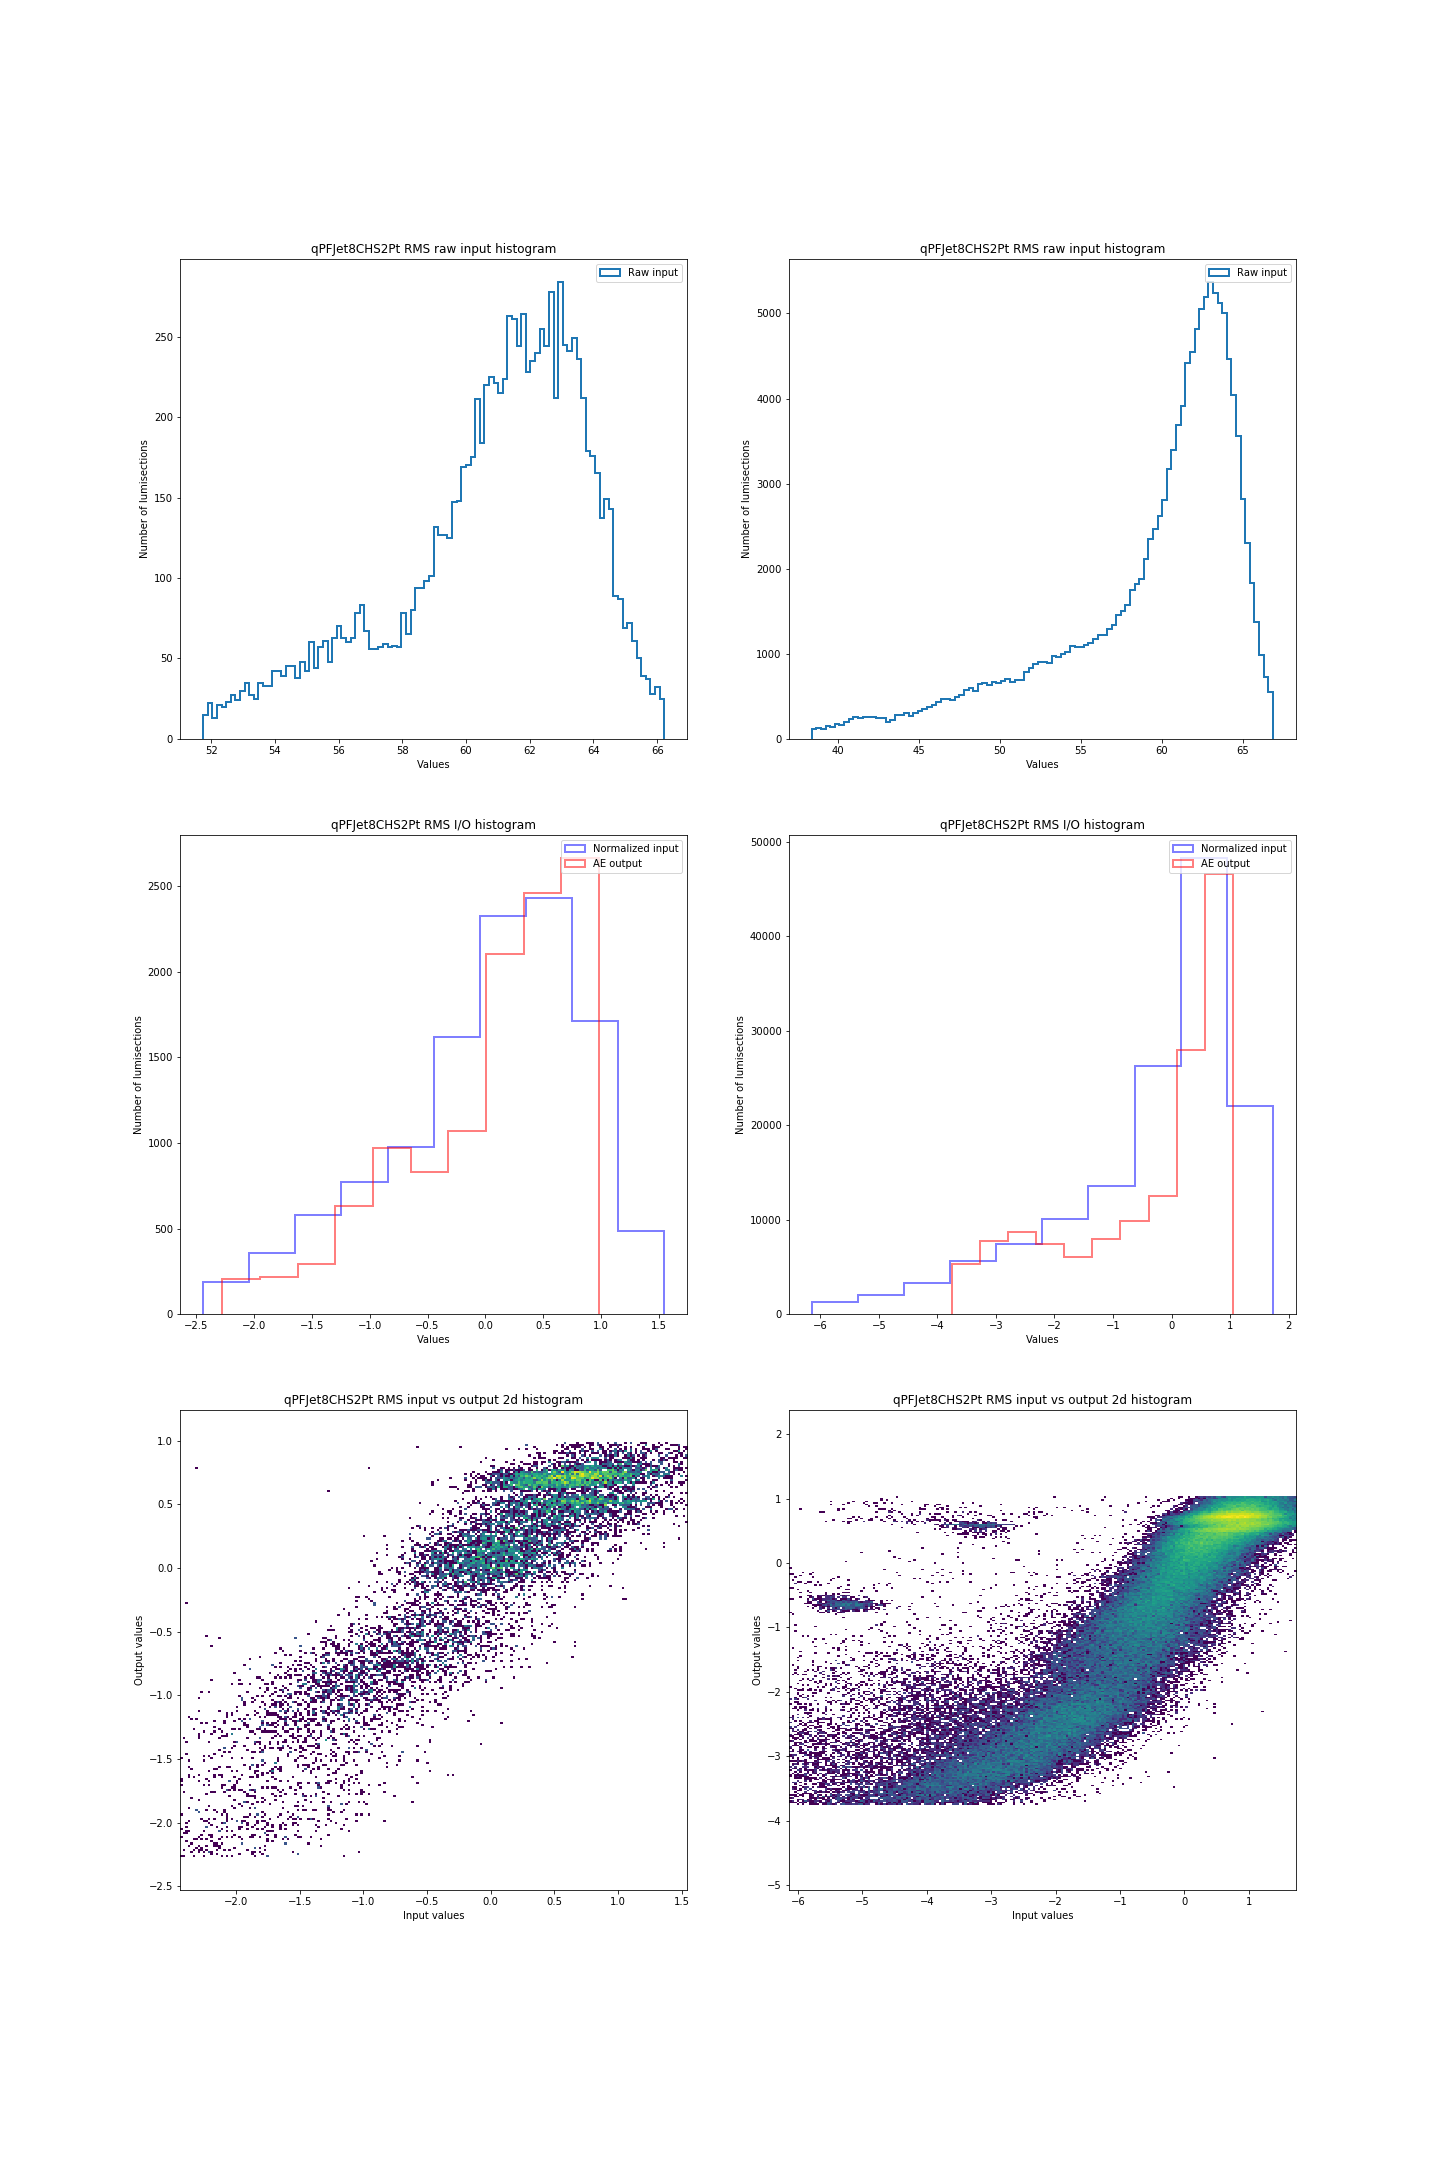 qPFJet8CHS2Pt RMS raw input histogram
Raw input
250
200
150
100
50
0
Number of lumisections
52 54 56 58 60 62 64 66
Values
qPFJet8CHS2Pt RMS raw input histogram
Raw input
5000
4000
3000
2000
1000
0
Number of lumisections
40 45 50 55 60 65
Values
qPFJet8CHS2Pt RMS I/O histogram
Normalized input
AE output
2500
2000
1500
1000
500
0
Number of lumisections
−2.5 −2.0 −1.5 −1.0 −0.5 0.0 0.5 1.0 1.5
Values
qPFJet8CHS2Pt RMS I/O histogram
Normalized input
AE output
50000
40000
30000
20000
10000
0
Number of lumisections
−6 −5 −4 −3 −2 −1 0 1 2
Values
qPFJet8CHS2Pt RMS input vs output 2d histogram
1.0
0.5
0.0
−0.5
−1.0
−1.5
−2.0
−2.5
Output values
−2.0 −1.5 −1.0 −0.5 0.0 0.5 1.0 1.5
Input values
qPFJet8CHS2Pt RMS input vs output 2d histogram
2
1
0
−1
−2
−3
−4
−5
Output values
−6 −5 −4 −3 −2 −1 0 1
Input values